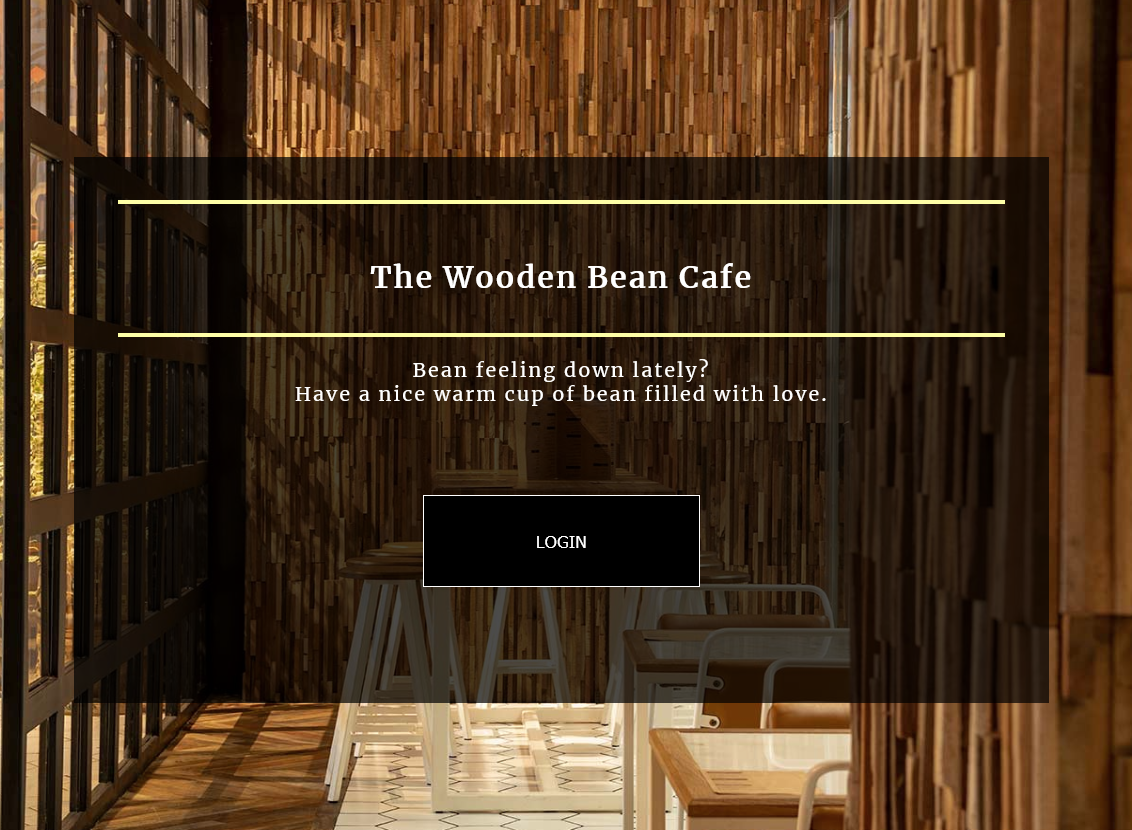 The Wooden Bean Cafe
Bean feeling down lately?
Have a nice warm cup of bean filled with love.
LOGIN